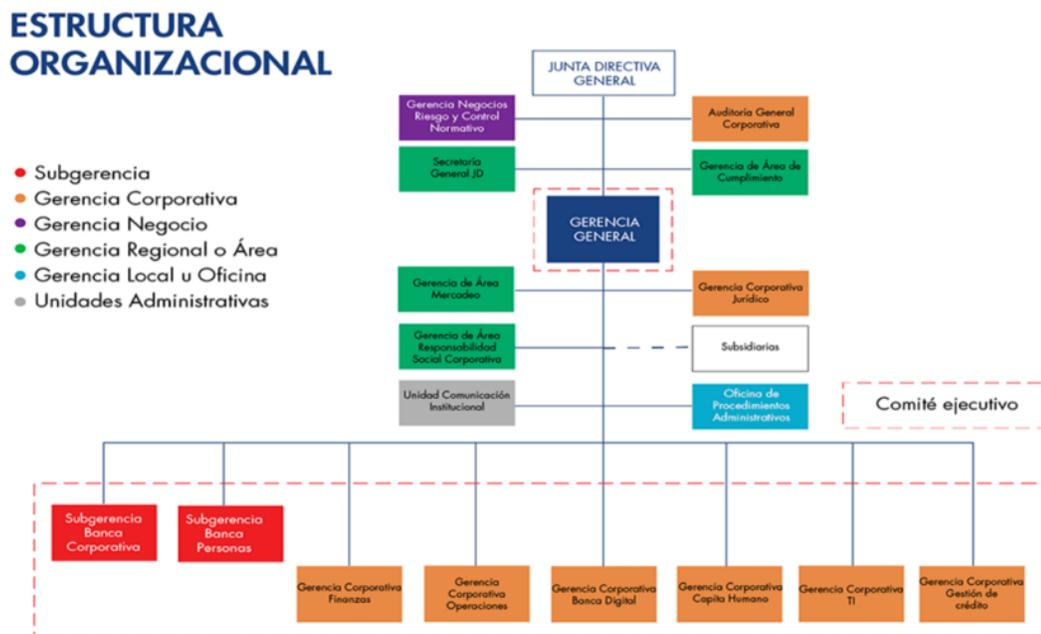 ESTRUCTURA
ORGANIZACIONAL
JUNTA DIRECTIVA
GENERAL
Gerencia Negocios
Riesgo y Control
Normativo
Auditoría General
Corporativa
Subgerencia
Gerencia Corporativa
Gerencia Negocio
Gerencia Regional o Área
Gerencia Local u Oficina
Unidades Administrativas
Secretaría
General JD
Gerencia de Área de
Cumplimiento
GERENCIA
GENERAL
Gerencia de Área
Mercadeo
Gerencia Corporativa
Jurídico
Gerencia de Área
Responsabilidad
Social Corporativa
Subsidiarias
Unidad Comunicación
Institucional
Oficina de
Procedimientos
Administrativos
Comité ejecutivo
Subgerencia
Banca
Corporativa
Subgerencia
Banca
Personas
Gerencia Corporativa
Finanzas
Gerencia
Corporativa
Operaciones
Gerencia Corporativa
Banca Digital
Gerencia Corporativa
Capita Humano
Gerencia Corporativa
TI
Gerencia Corporativa
Gestión de
crédito